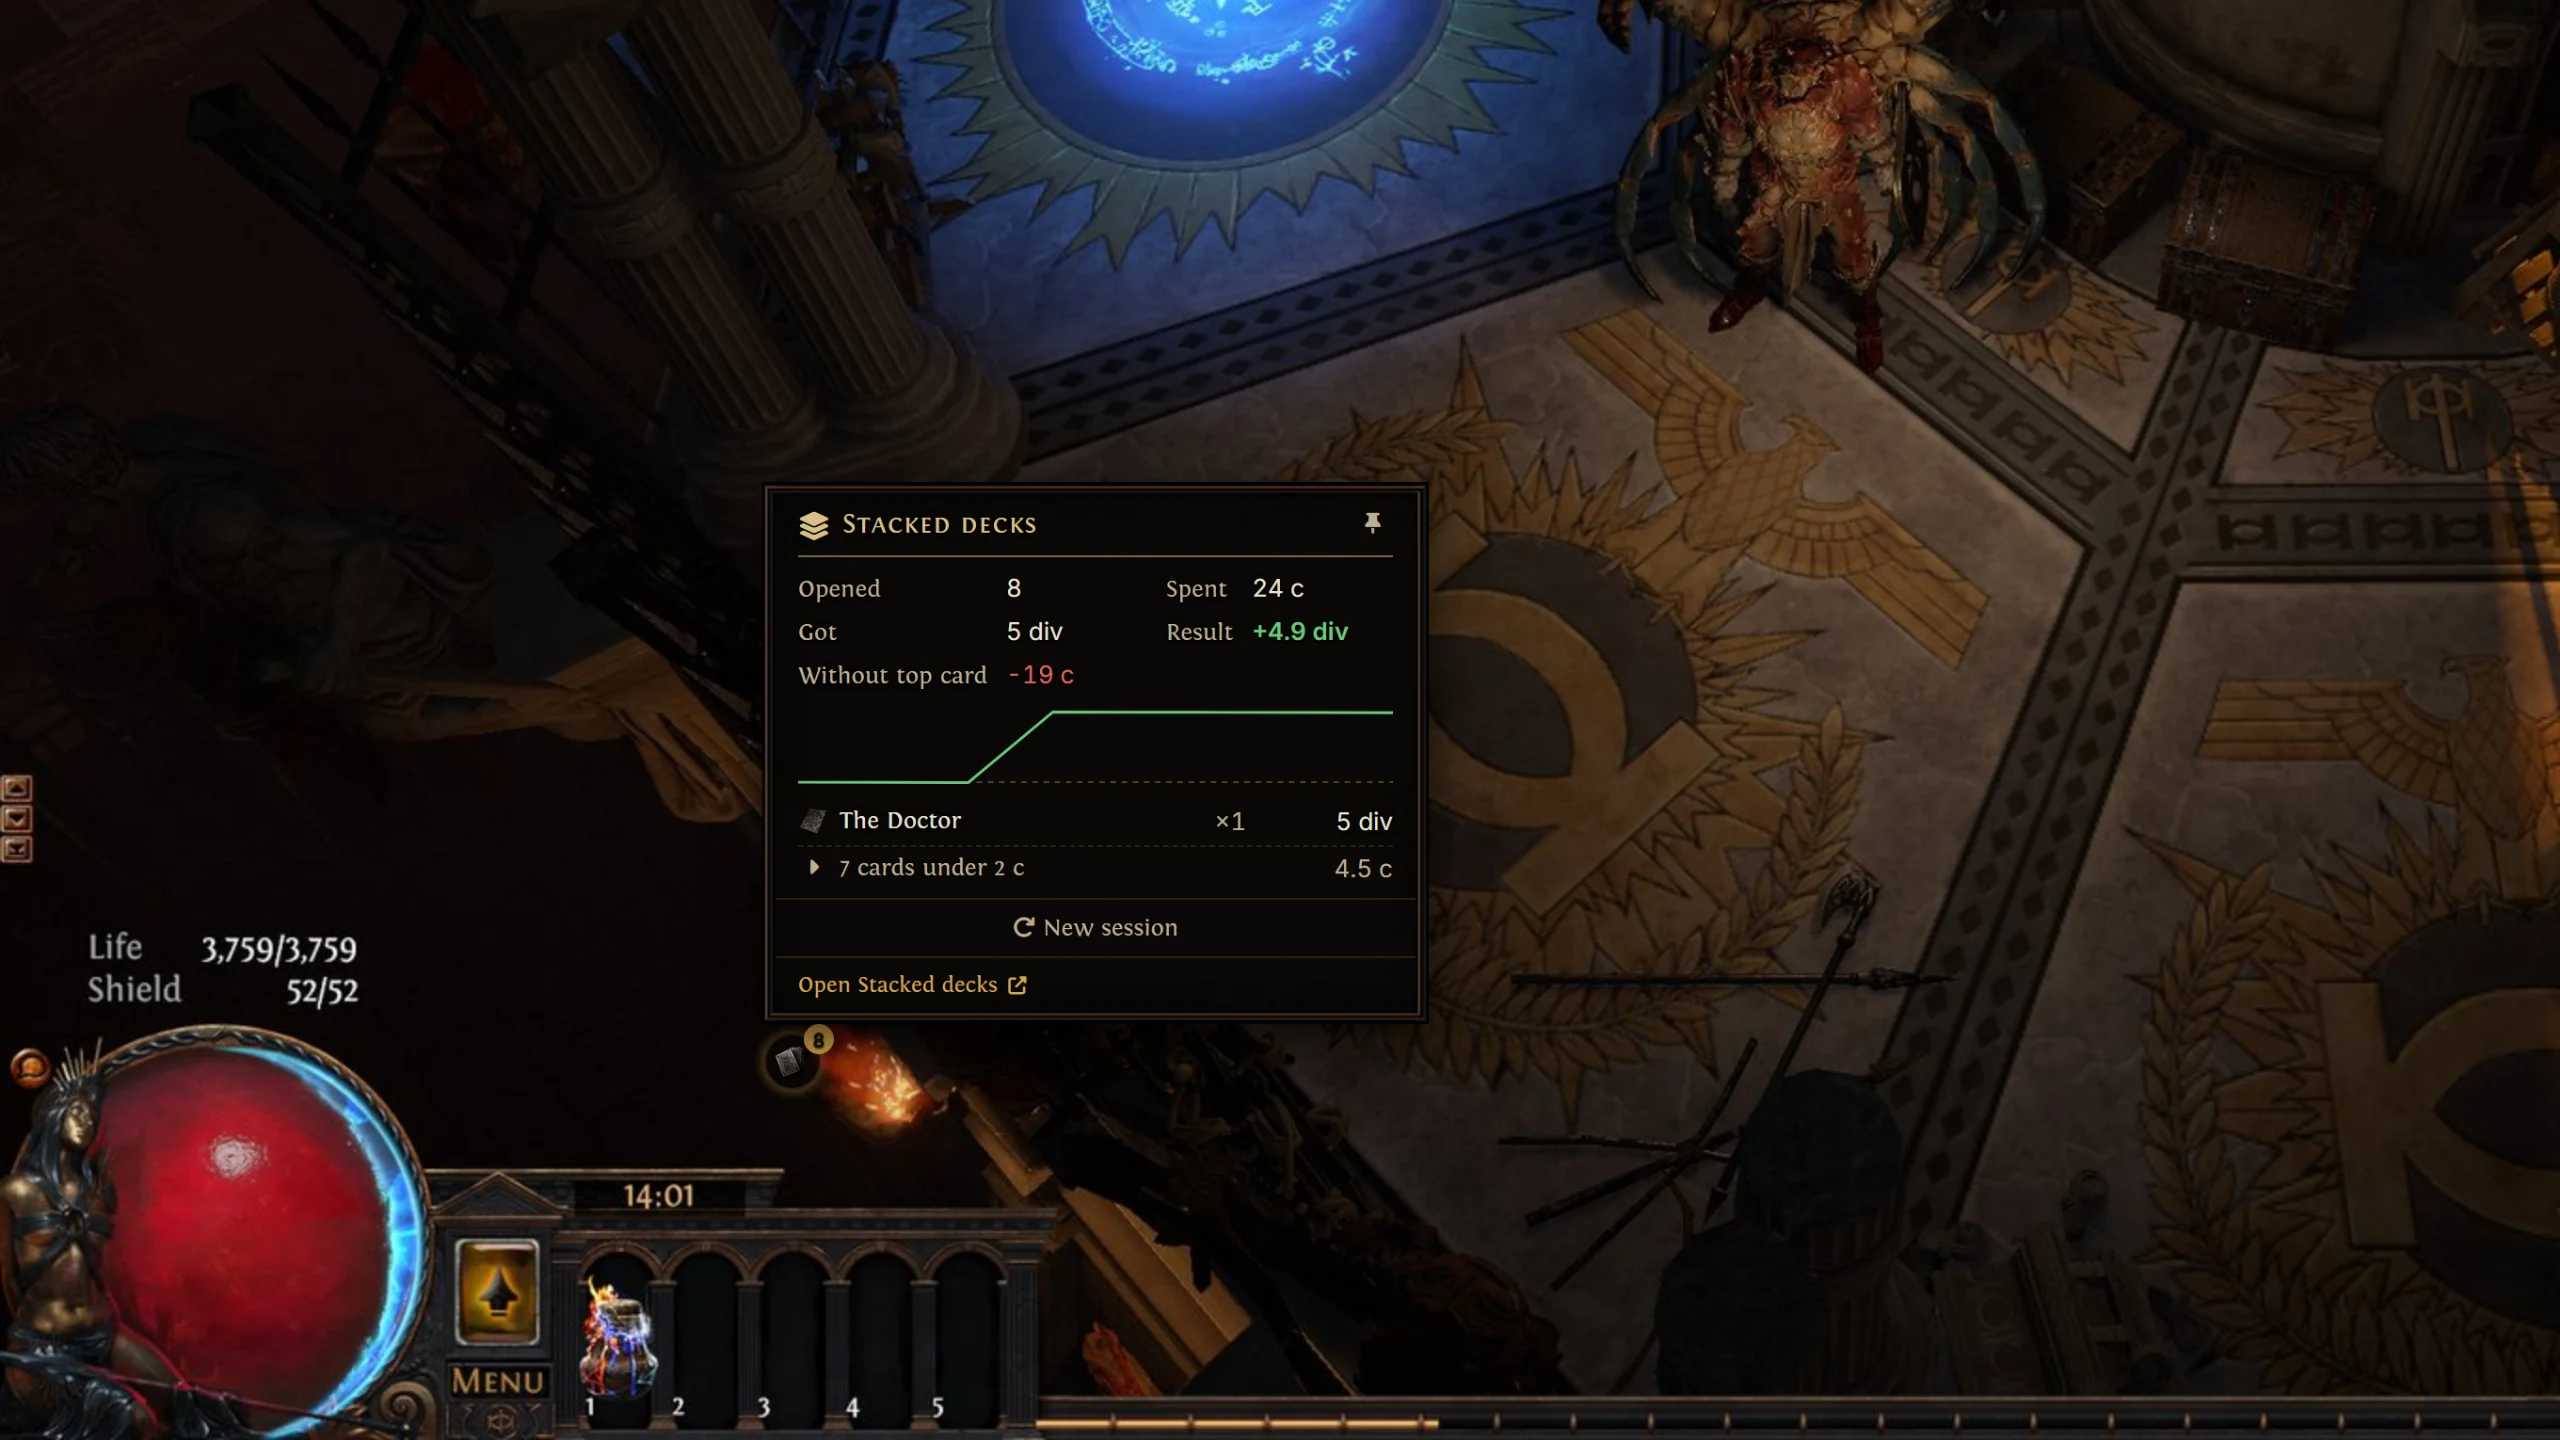 Stacked decks
Opened 8 Spent 24 c
Got 5 div Result +4.9 div
Without top card -19 c
The Doctor ×1 5 div
7 cards under 2 c 4.5 c
New session
Open Stacked decks
8
Life 3,759/3,759
Shield 52/52
14:01
Menu
1 2 3 4 5